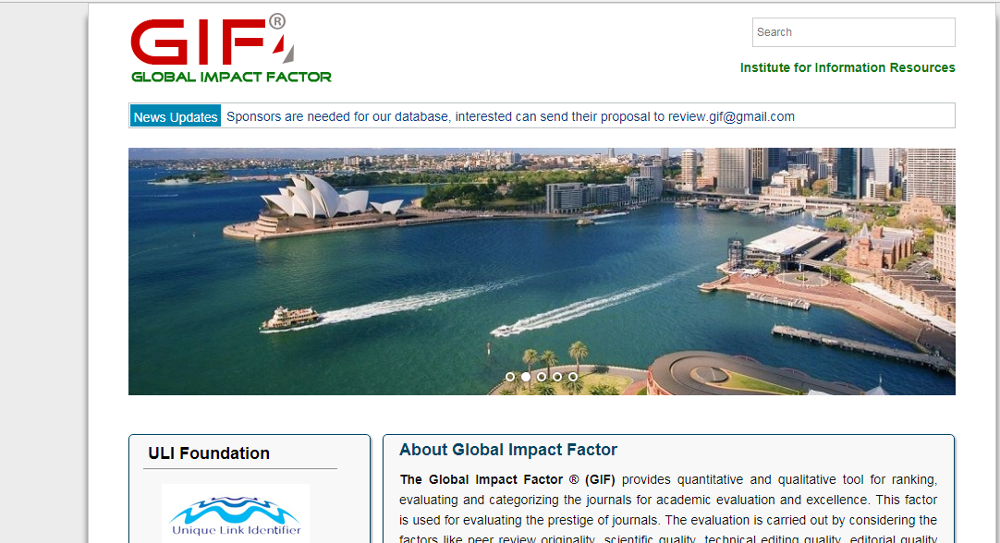 GIF®
GLOBAL IMPACT FACTOR
Search
Institute for Information Resources
News Updates Sponsors are needed for our database, interested can send their proposal to review.gif@gmail.com
ULI Foundation
Unique Link Identifier
About Global Impact Factor
The Global Impact Factor ® (GIF) provides quantitative and qualitative tool for ranking,
evaluating and categorizing the journals for academic evaluation and excellence. This factor
is used for evaluating the prestige of journals. The evaluation is carried out by considering the
factors like peer review originality, scientific quality, technical editing quality, editorial quality